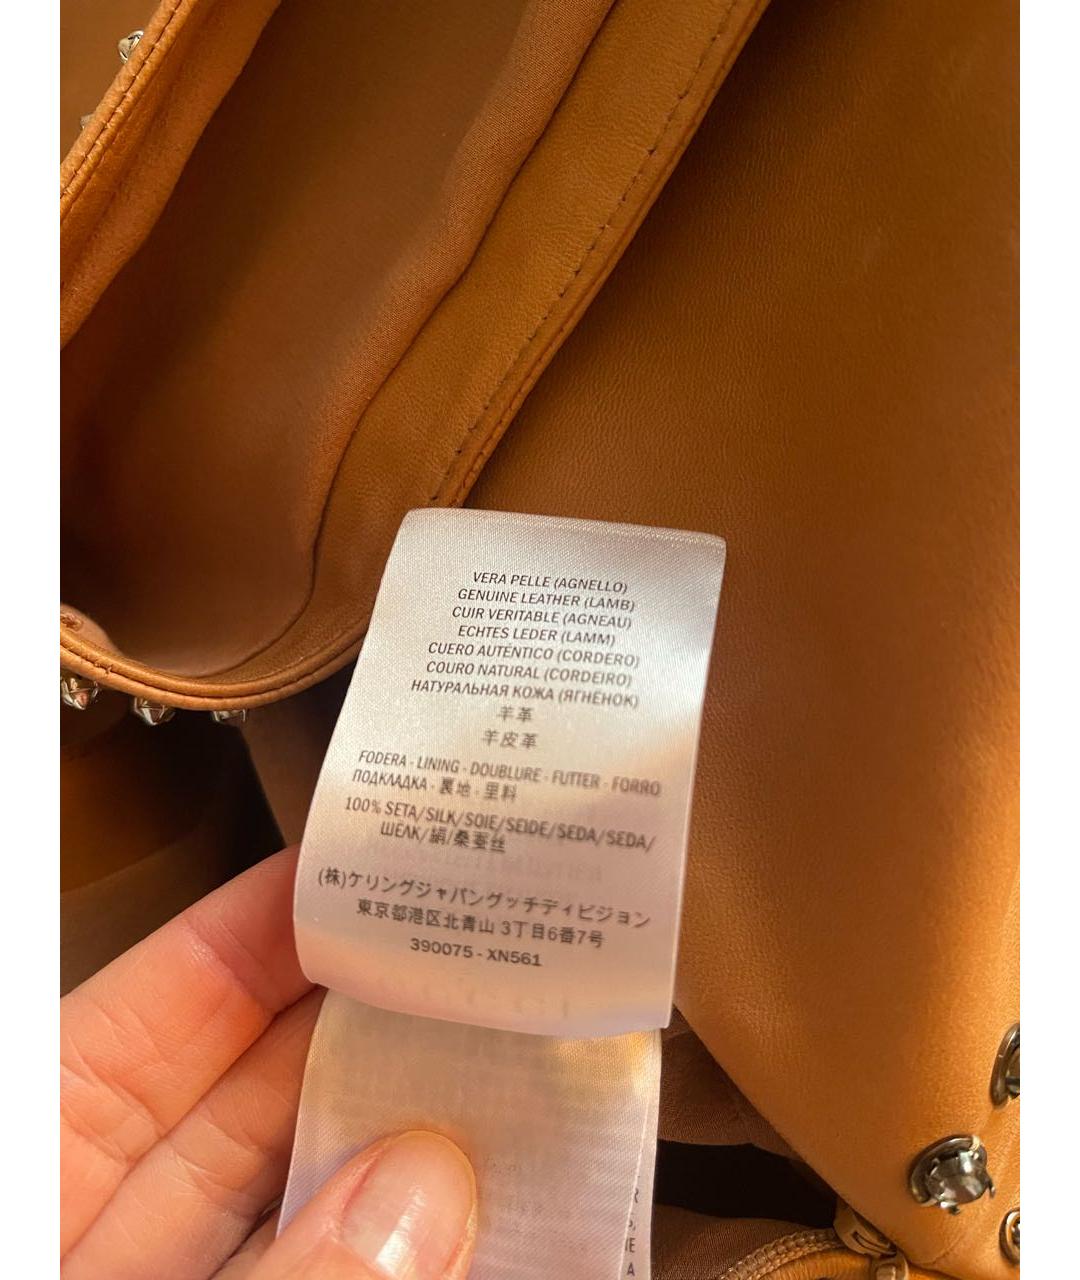 VERA PELLE (AGNELLO)
GENUINE LEATHER (LAMB)
CUIR VERITABLE (AGNEAU)
ECHTES LEDER (LAMM)
CUERO AUTÉNTICO (CORDERO)
COURO NATURAL (CORDEIRO)
НАТУРАЛЬНАЯ КОЖА (ЯГНЁНОК)
羊革
羊皮革
FODERA - LINING - DOUBLURE - FUTTER - FORRO
ПОДКЛАДКА - 裏地 - 里料
100% SETA/SILK/SOIE/SEIDE/SEDA/SEDA/
ШЁЛК/絹/桑蚕丝
(株)ケリングジャパングッチディビジョン
東京都港区北青山 3丁目6番7号
390075 - XN561